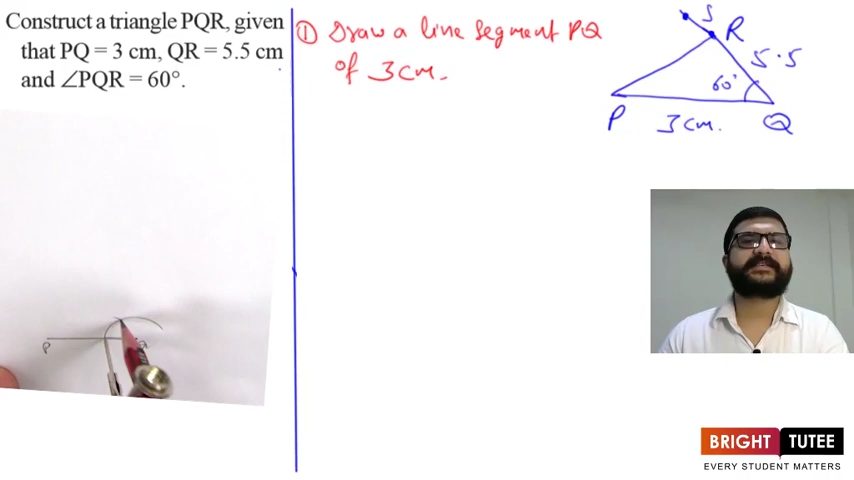 Construct a triangle PQR, given
that PQ = 3 cm, QR = 5.5 cm
and ∠PQR = 60°.
① Draw a line segment PQ
of 3cm.
S
R
5.5
60°
P
3cm.
Q
P
BRIGHT TUTEE
EVERY STUDENT MATTERS